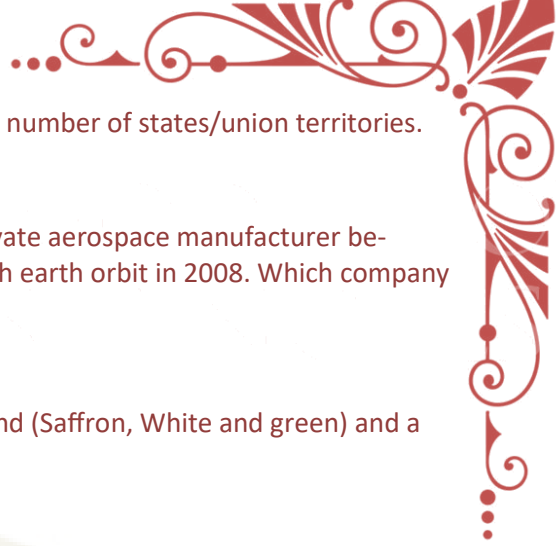 number of states/union territories.
vate aerospace manufacturer be-
h earth orbit in 2008. Which company
nd (Saffron, White and green) and a